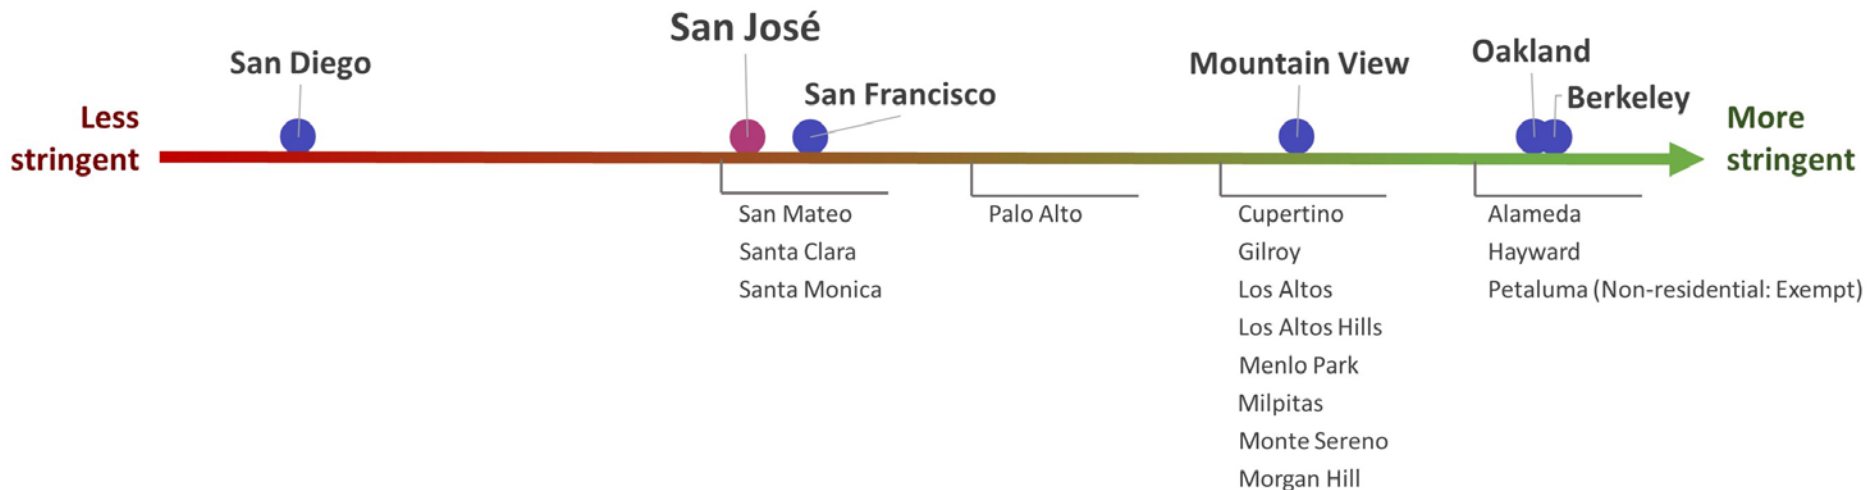 San José
San Diego
Mountain View
Oakland
San Francisco
Berkeley
Less
stringent
More
stringent
San Mateo
Santa Clara
Santa Monica
Palo Alto
Cupertino
Gilroy
Los Altos
Los Altos Hills
Menlo Park
Milpitas
Monte Sereno
Morgan Hill
Alameda
Hayward
Petaluma (Non-residential: Exempt)